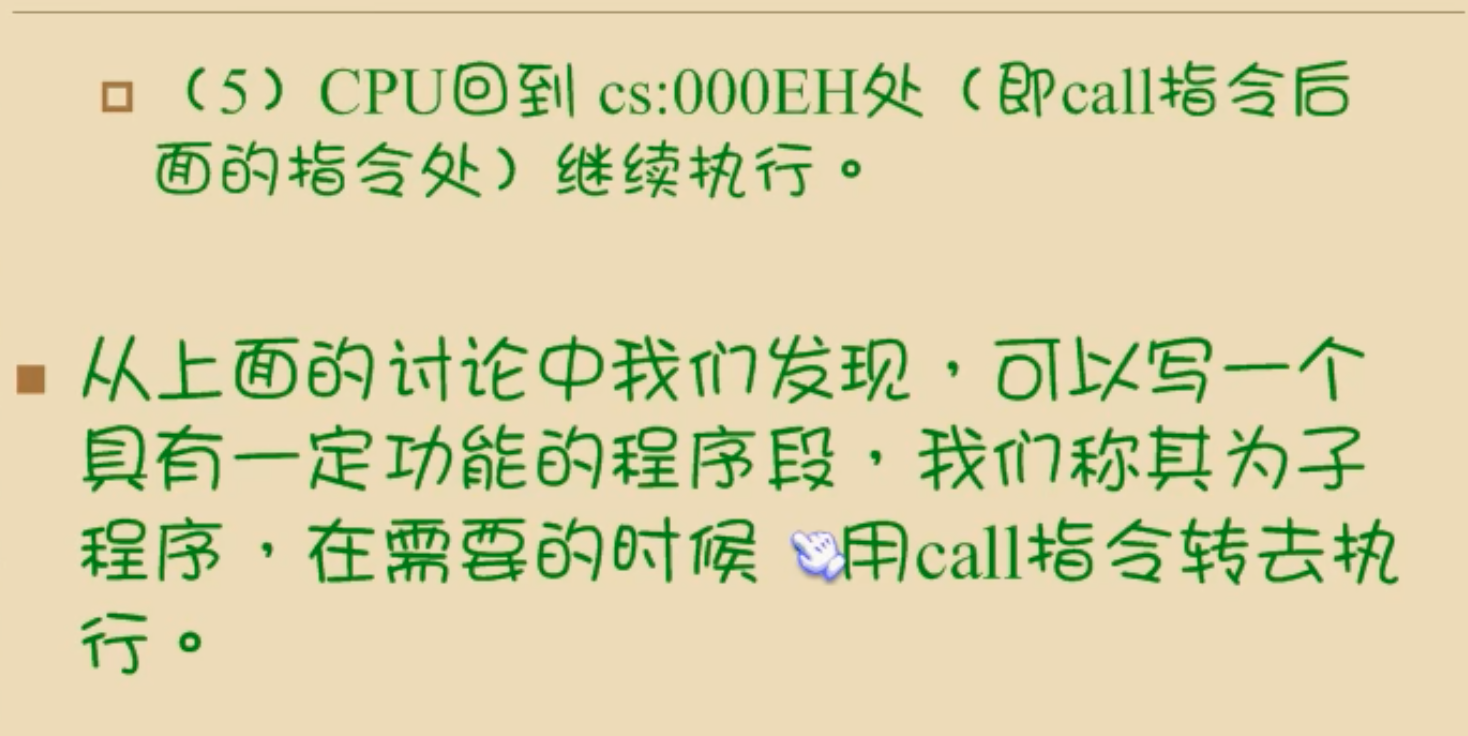 （5）CPU回到 cs:000EH处（即call指令后
面的指令处）继续执行。
从上面的讨论中我们发现，可以写一个
具有一定功能的程序段，我们称其为子
程序，在需要的时候 用call指令转去执
行。